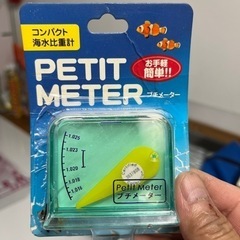 コンパクト
海水比重計
お手軽
簡単!!
PETIT
METER
プチメーター
1.025
1.023
1.020
1.018
1.016
Petit Meter
プチメーター